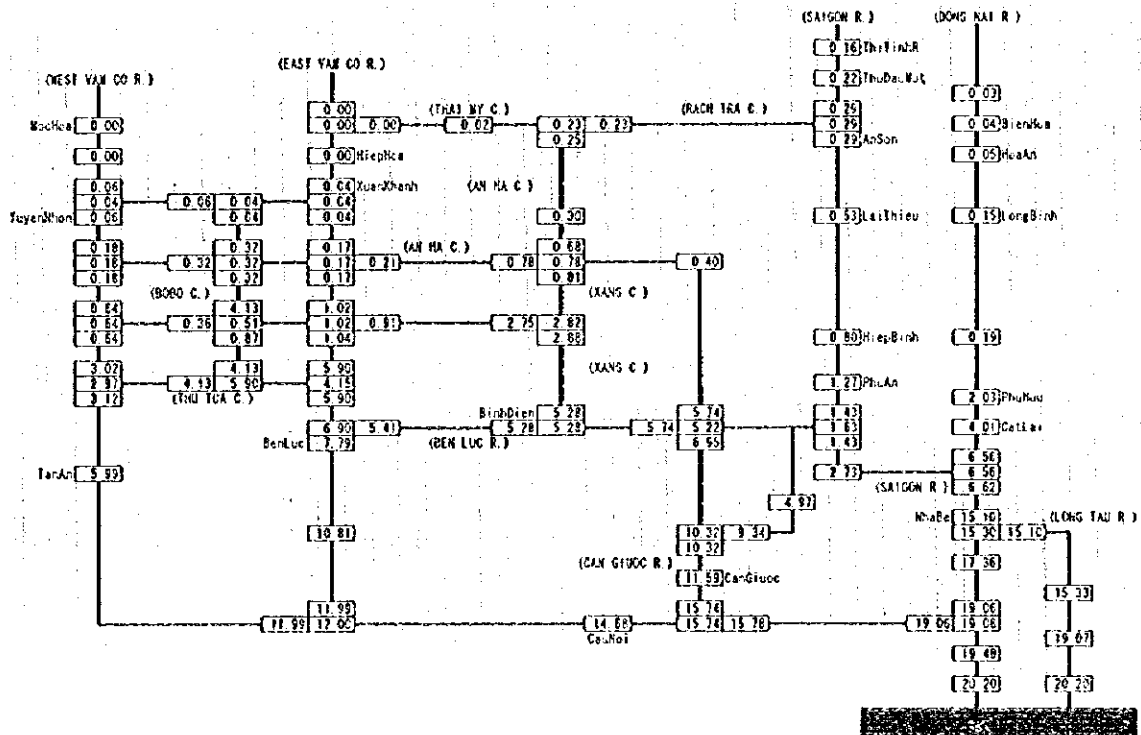 (SAIGON R.) (DONG NAI R.)
0.22 ThuDauMot
(WEST VAM CO R.) (EAST VAM CO R.)
0.03
0.00 (THAI MY C.) (RACH TRA C.)
MocHoa 0.00 0.00 0.00 0.02 0.23 0.23 0.29 0.04 BienHoa
0.25 0.29 AnSon
0.00 0.00 HiepHoa 0.05 HoaAn
0.06 0.04 XuanKhanh (AN HA C.)
0.04 0.06 0.04 0.04
TuyenNhon 0.06 0.04 0.04 0.30 0.53 LaiThieu 0.15 LongBinh
0.18 0.32 0.17 (AN HA C.) 0.68
0.18 0.32 0.32 0.17 0.21 0.78 0.78 0.40
0.18 0.32 0.17 0.81
(BOBO C.) (XANG C.)
0.64 4.13 1.02
0.64 0.36 0.51 1.02 0.81 2.75 2.82
0.64 0.87 1.04 2.88 0.80 HiepBinh 0.19
3.02 4.13 5.90 (XANG C.)
2.97 4.13 5.90 4.15 1.27 PhuAn
3.12 (THU TOA C.) 5.90 2.03 PhuHuu
BinhDien 5.28 5.74 1.43
6.90 5.41 5.28 5.28 5.74 5.22 1.63 4.01 CatLai
BenLuc 7.79 (BEN LUC R.) 6.95 1.43
6.56
TanAn 5.99 2.73 6.56
(SAIGON R.) 6.62
4.97
NhaBe 15.10 (LONG TAU R.)
10.81 10.32 9.34 15.30 15.10
10.32
(CAN GIUOC R.) 17.36
11.59 CanGiuoc
15.33
11.99 15.74 19.06
11.99 12.00 14.68 15.74 15.78 19.06 19.06
CauNoi 19.07
19.49
20.20 20.20